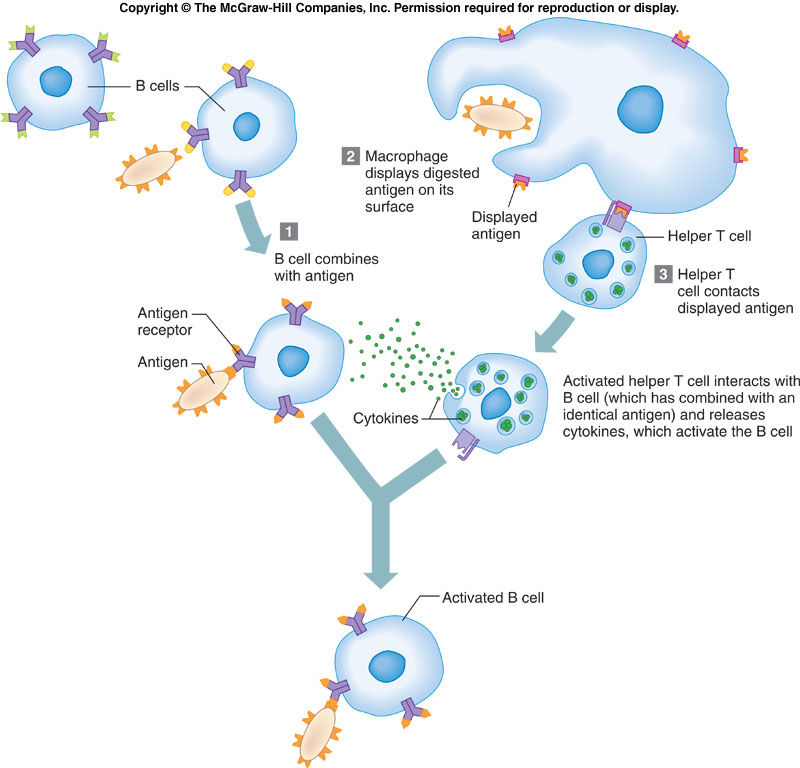 Copyright © The McGraw-Hill Companies, Inc. Permission required for reproduction or display.
B cells
1
B cell combines
with antigen
2 Macrophage
displays digested
antigen on its
surface
Displayed
antigen
Helper T cell
3 Helper T
cell contacts
displayed antigen
Antigen
receptor
Antigen
Cytokines
Activated helper T cell interacts with
B cell (which has combined with an
identical antigen) and releases
cytokines, which activate the B cell
Activated B cell